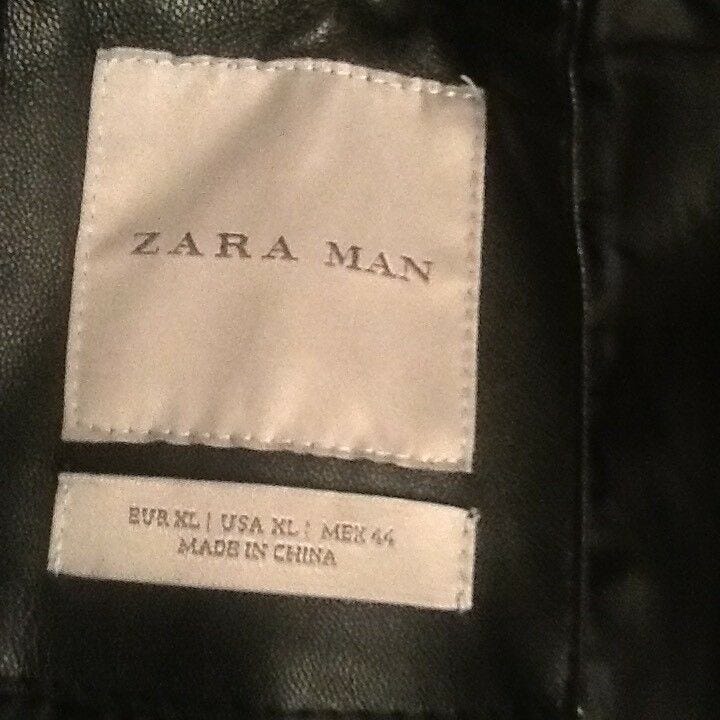 ZARA MAN
EUR XL | USA XL | MEX 44
MADE IN CHINA